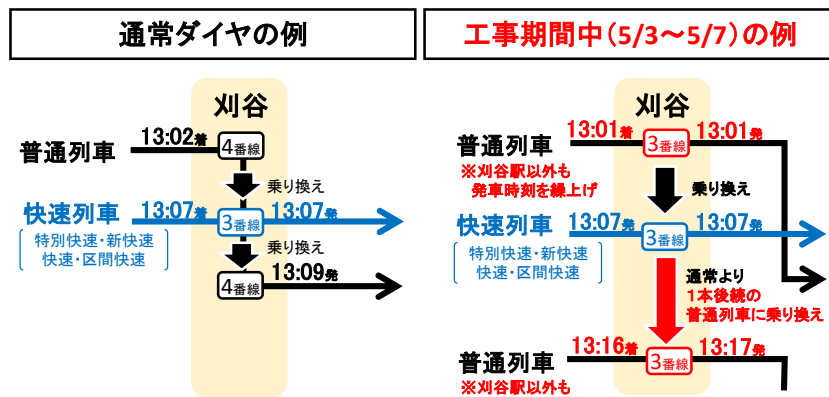 通常ダイヤの例
刈谷
13:02着
普通列車
4番線
乗り換え
快速列車
13:07着
3番線
13:07発
特別快速・新快速
快速・区間快速
乗り換え
4番線
13:09発
工事期間中(5/3～5/7)の例
刈谷
普通列車
13:01着
3番線
13:01発
※刈谷駅以外も
発車時刻を繰上げ
乗り換え
快速列車
13:07発
3番線
13:07発
特別快速・新快速
快速・区間快速
通常より
1本後続の
普通列車に乗り換え
普通列車
13:16着
3番線
13:17発
※刈谷駅以外も